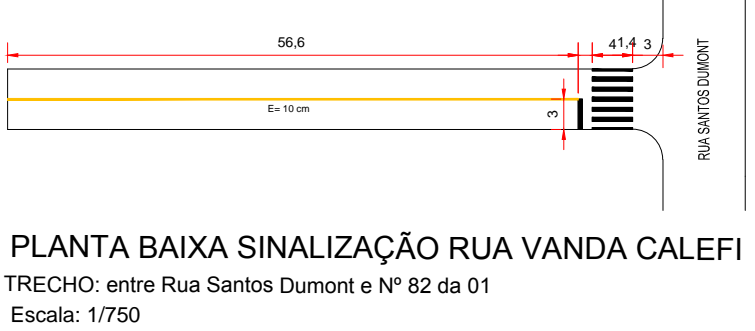 56,6
41,4
3
E= 10 cm
3
RUA SANTOS DUMONT
PLANTA BAIXA SINALIZAÇÃO RUA VANDA CALEFI
TRECHO: entre Rua Santos Dumont e Nº 82 da 01
Escala: 1/750